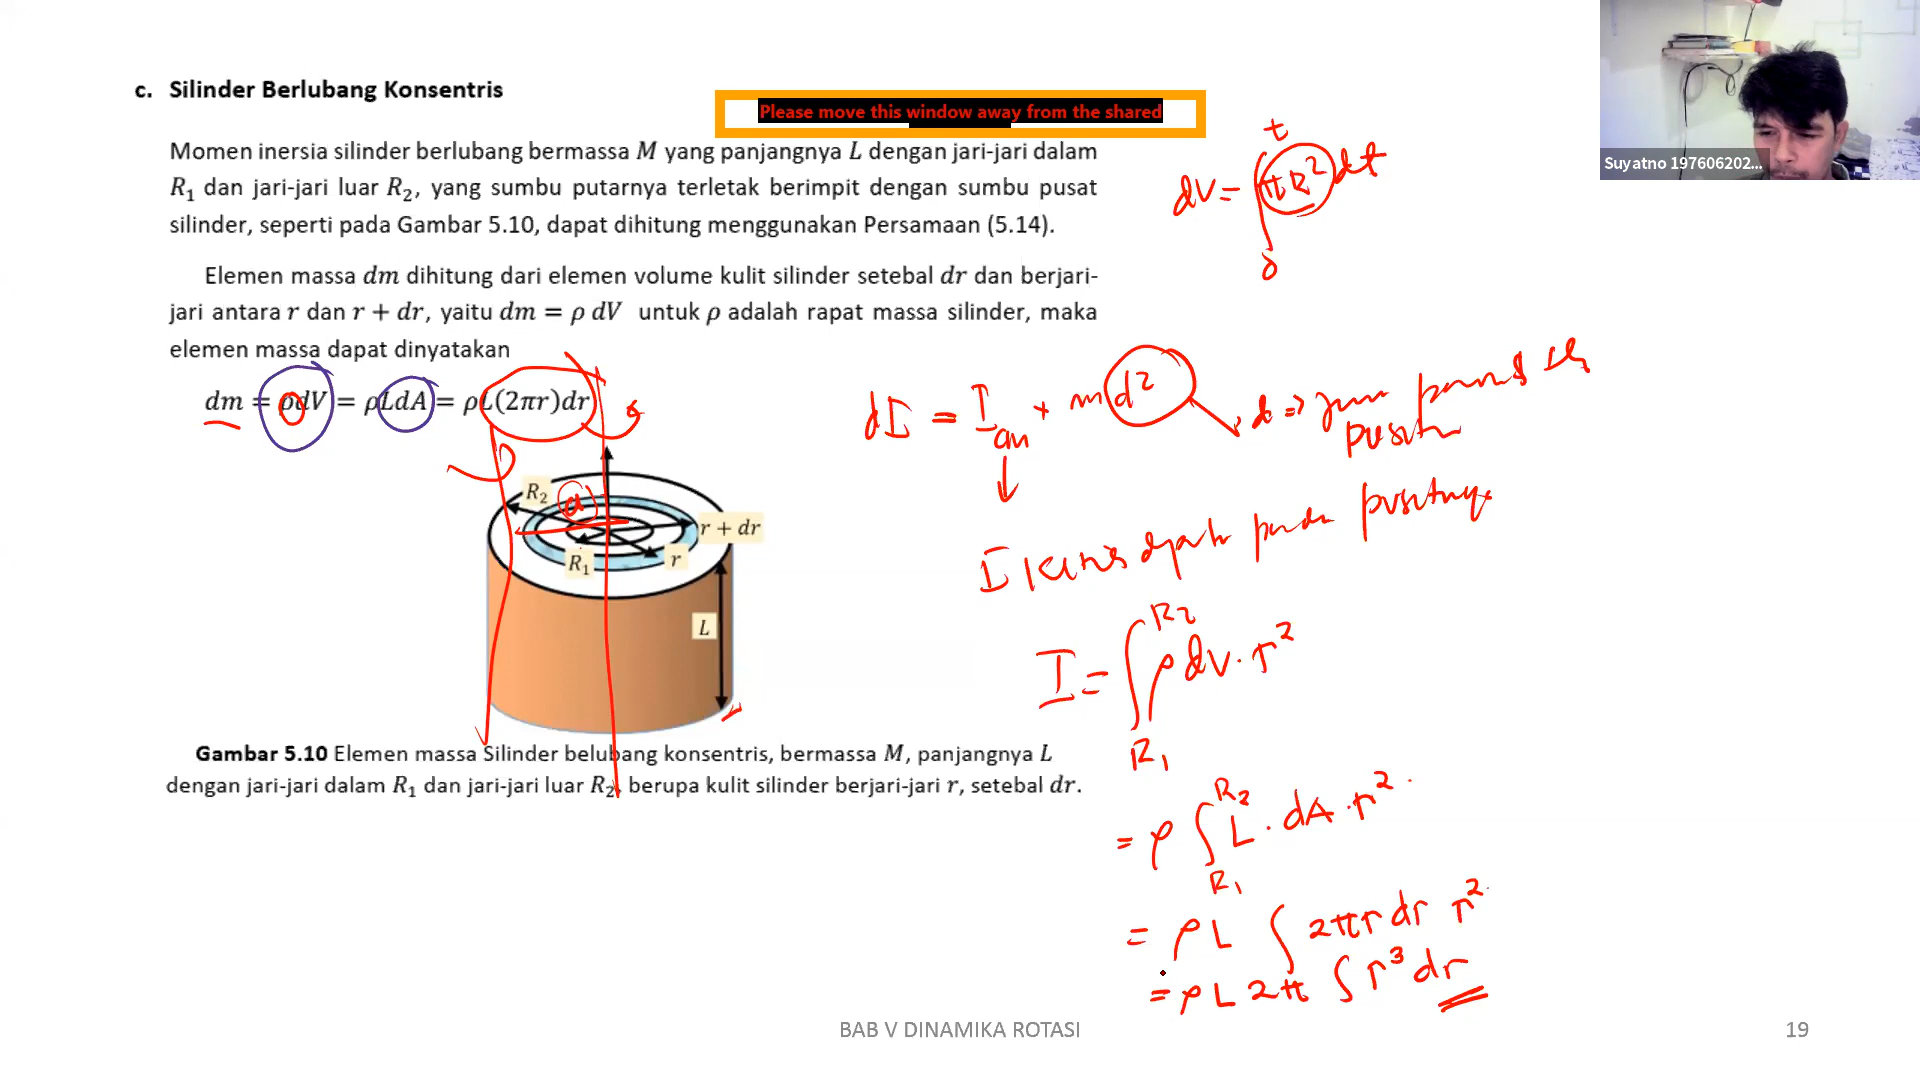 c. Silinder Berlubang Konsentris
Please move this window away from the shared
Momen inersia silinder berlubang bermassa M yang panjangnya L dengan jari-jari dalam
R₁ dan jari-jari luar R₂, yang sumbu putarnya terletak berimpit dengan sumbu pusat
silinder, seperti pada Gambar 5.10, dapat dihitung menggunakan Persamaan (5.14).
Elemen massa dm dihitung dari elemen volume kulit silinder setebal dr dan berjari-
jari antara r dan r + dr, yaitu dm = ρ dV untuk ρ adalah rapat massa silinder, maka
elemen massa dapat dinyatakan
dm = ρdV = ρLdA = ρL(2πr)dr
R₂
a
r + dr
R₁
r
L
Gambar 5.10 Elemen massa Silinder belubang konsentris, bermassa M, panjangnya L
dengan jari-jari dalam R₁ dan jari-jari luar R₂, berupa kulit silinder berjari-jari r, setebal dr.
t
dV = ∫ πR² dt
0
dI = I + md²
pusatnya
R₂
I = ∫ ρ dV · r²
R₁
R₂
= ρ ∫ L · dA · r²
R₁
= ρL ∫ 2πr dr r²
= ρL2π ∫ r³ dr
Suyatno 197606202...
BAB V DINAMIKA ROTASI
19